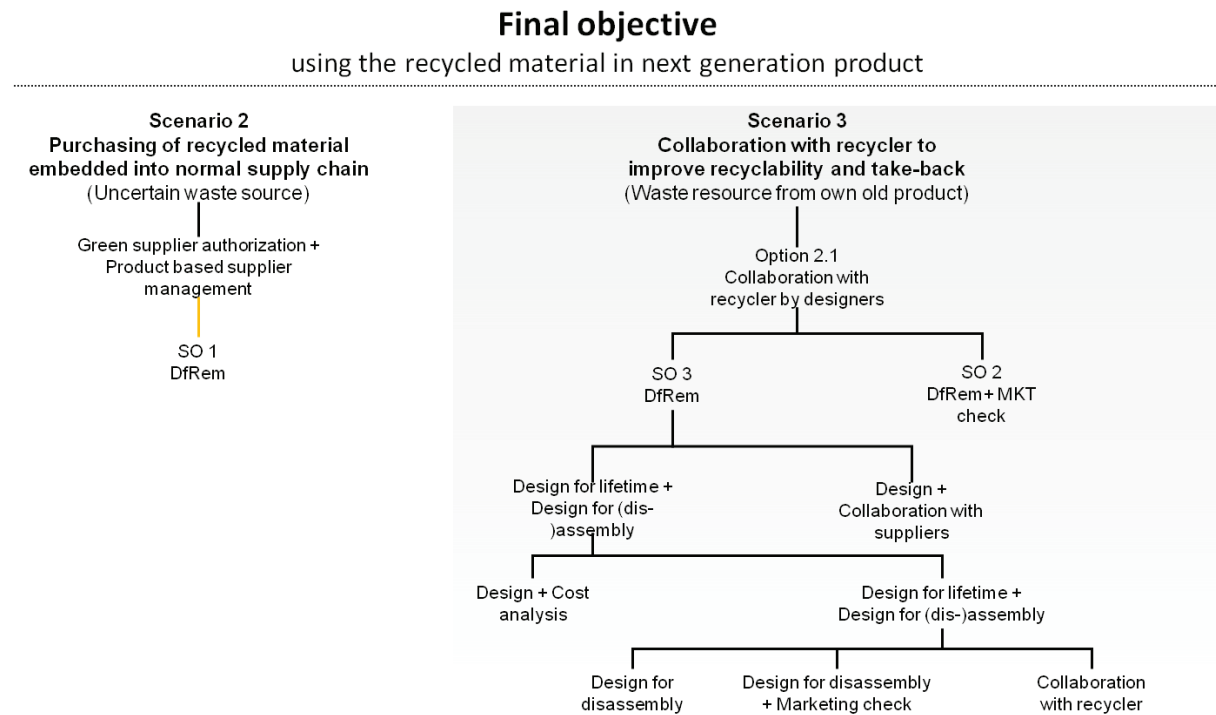 Final objective
using the recycled material in next generation product
Scenario 2
Purchasing of recycled material
embedded into normal supply chain
(Uncertain waste source)
Green supplier authorization +
Product based supplier
management
SO 1
DfRem
Scenario 3
Collaboration with recycler to
improve recyclability and take-back
(Waste resource from own old product)
Option 2.1
Collaboration with
recycler by designers
SO 3
DfRem
SO 2
DfRem+ MKT
check
Design for lifetime +
Design for (dis-
)assembly
Design +
Collaboration with
suppliers
Design + Cost
analysis
Design for lifetime +
Design for (dis-)assembly
Design for
disassembly
Design for disassembly
+ Marketing check
Collaboration
with recycler